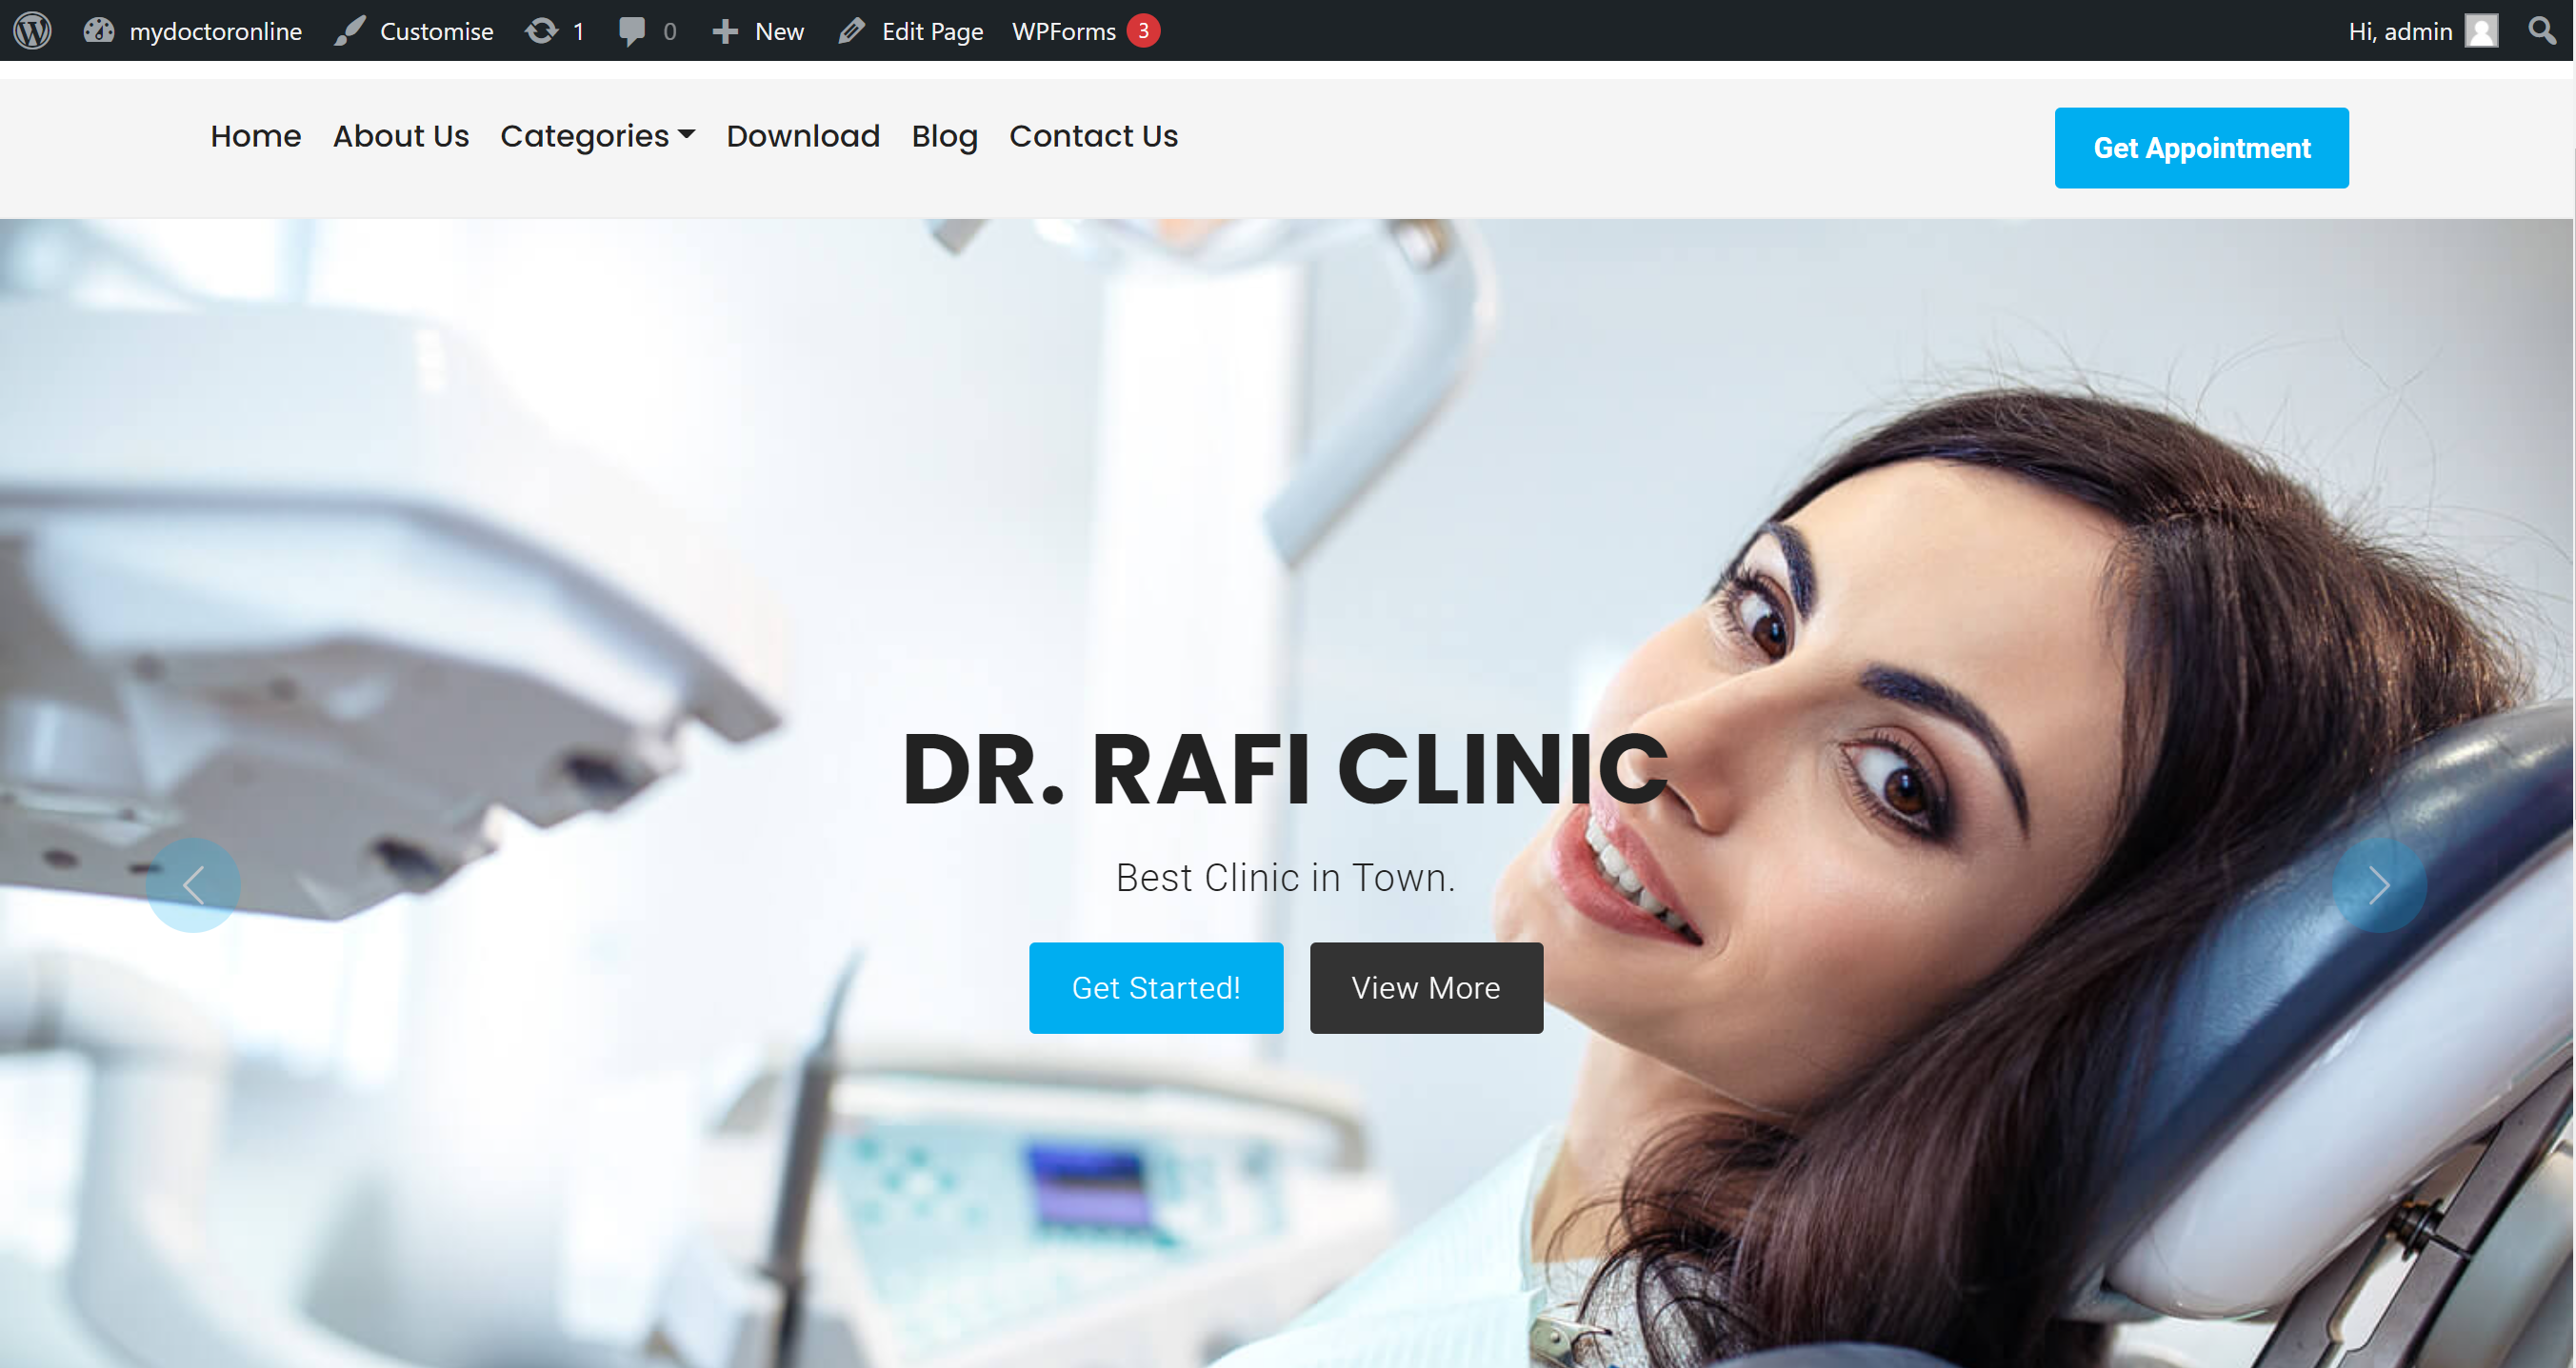 mydoctoronline Customise 1 0 New Edit Page WPForms 3 Hi, admin
Home About Us Categories Download Blog Contact Us Get Appointment
DR. RAFI CLINIC
Best Clinic in Town.
Get Started! View More